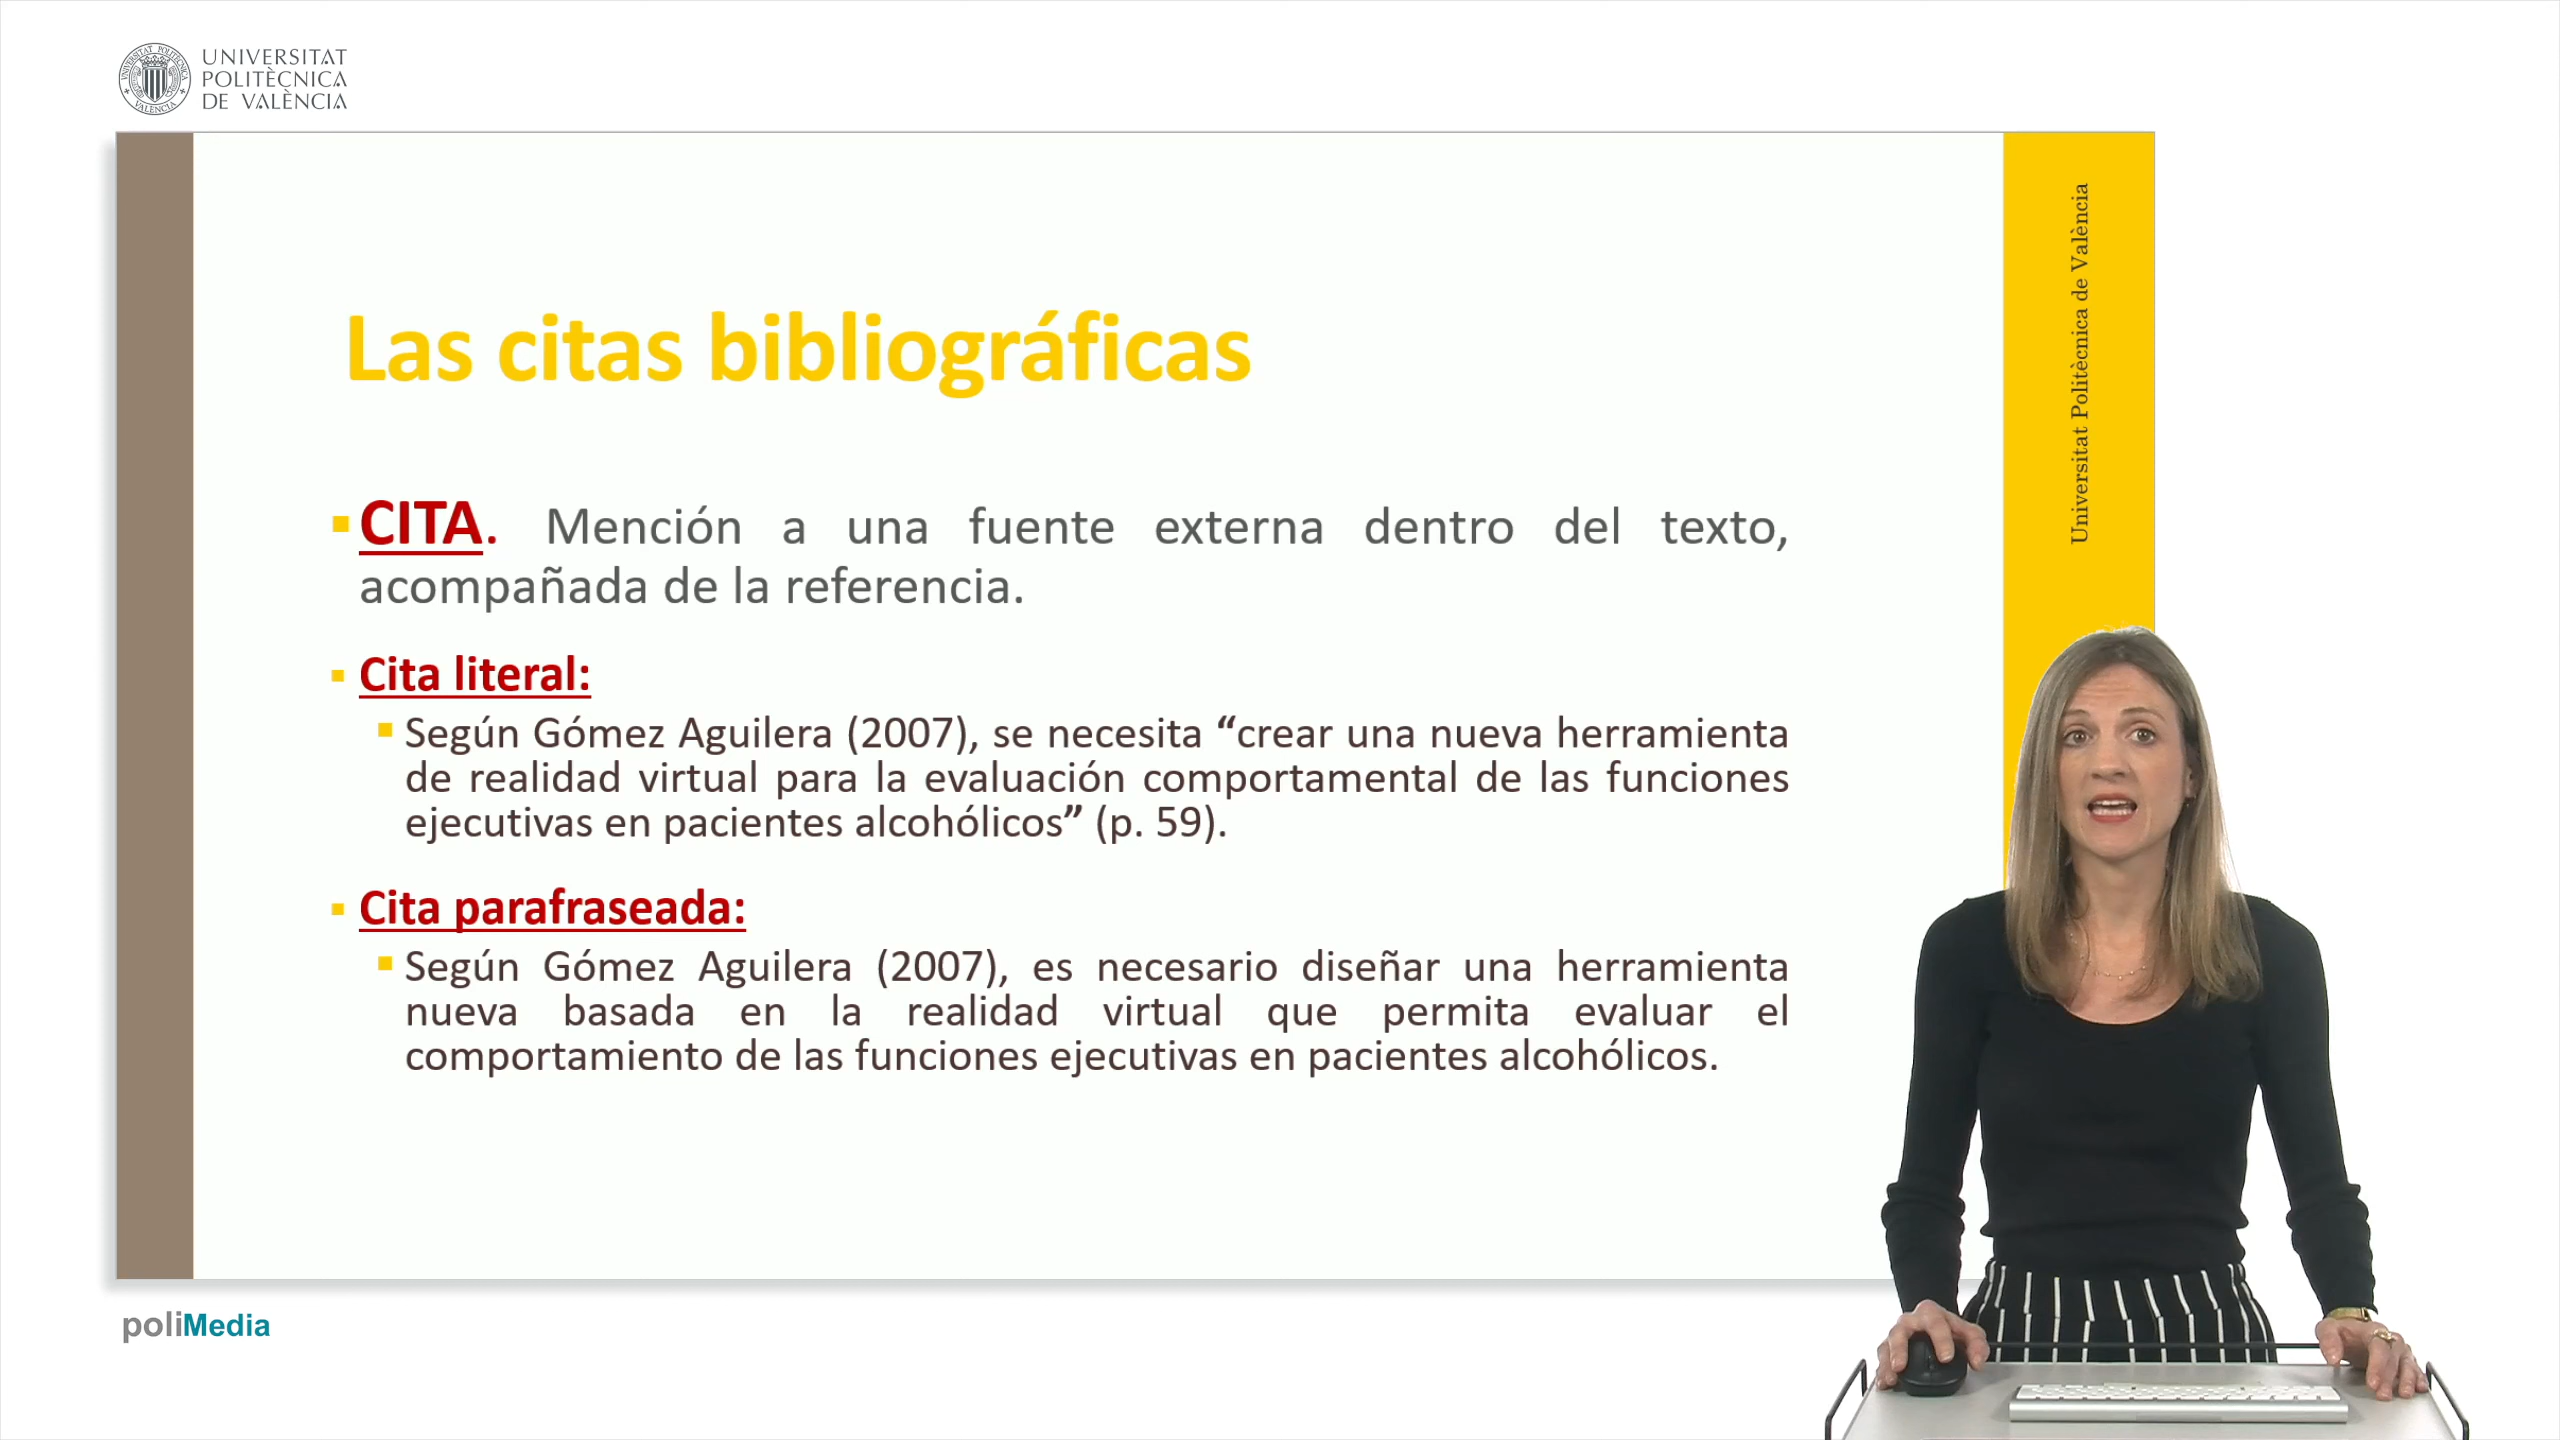 UNIVERSITAT
POLITÈCNICA
DE VALÈNCIA
Universitat Politècnica de València
Las citas bibliográficas
CITA. Mención a una fuente externa dentro del texto,
acompañada de la referencia.
Cita literal:
Según Gómez Aguilera (2007), se necesita “crear una nueva herramienta
de realidad virtual para la evaluación comportamental de las funciones
ejecutivas en pacientes alcohólicos” (p. 59).
Cita parafraseada:
Según Gómez Aguilera (2007), es necesario diseñar una herramienta
nueva basada en la realidad virtual que permita evaluar el
comportamiento de las funciones ejecutivas en pacientes alcohólicos.
poliMedia